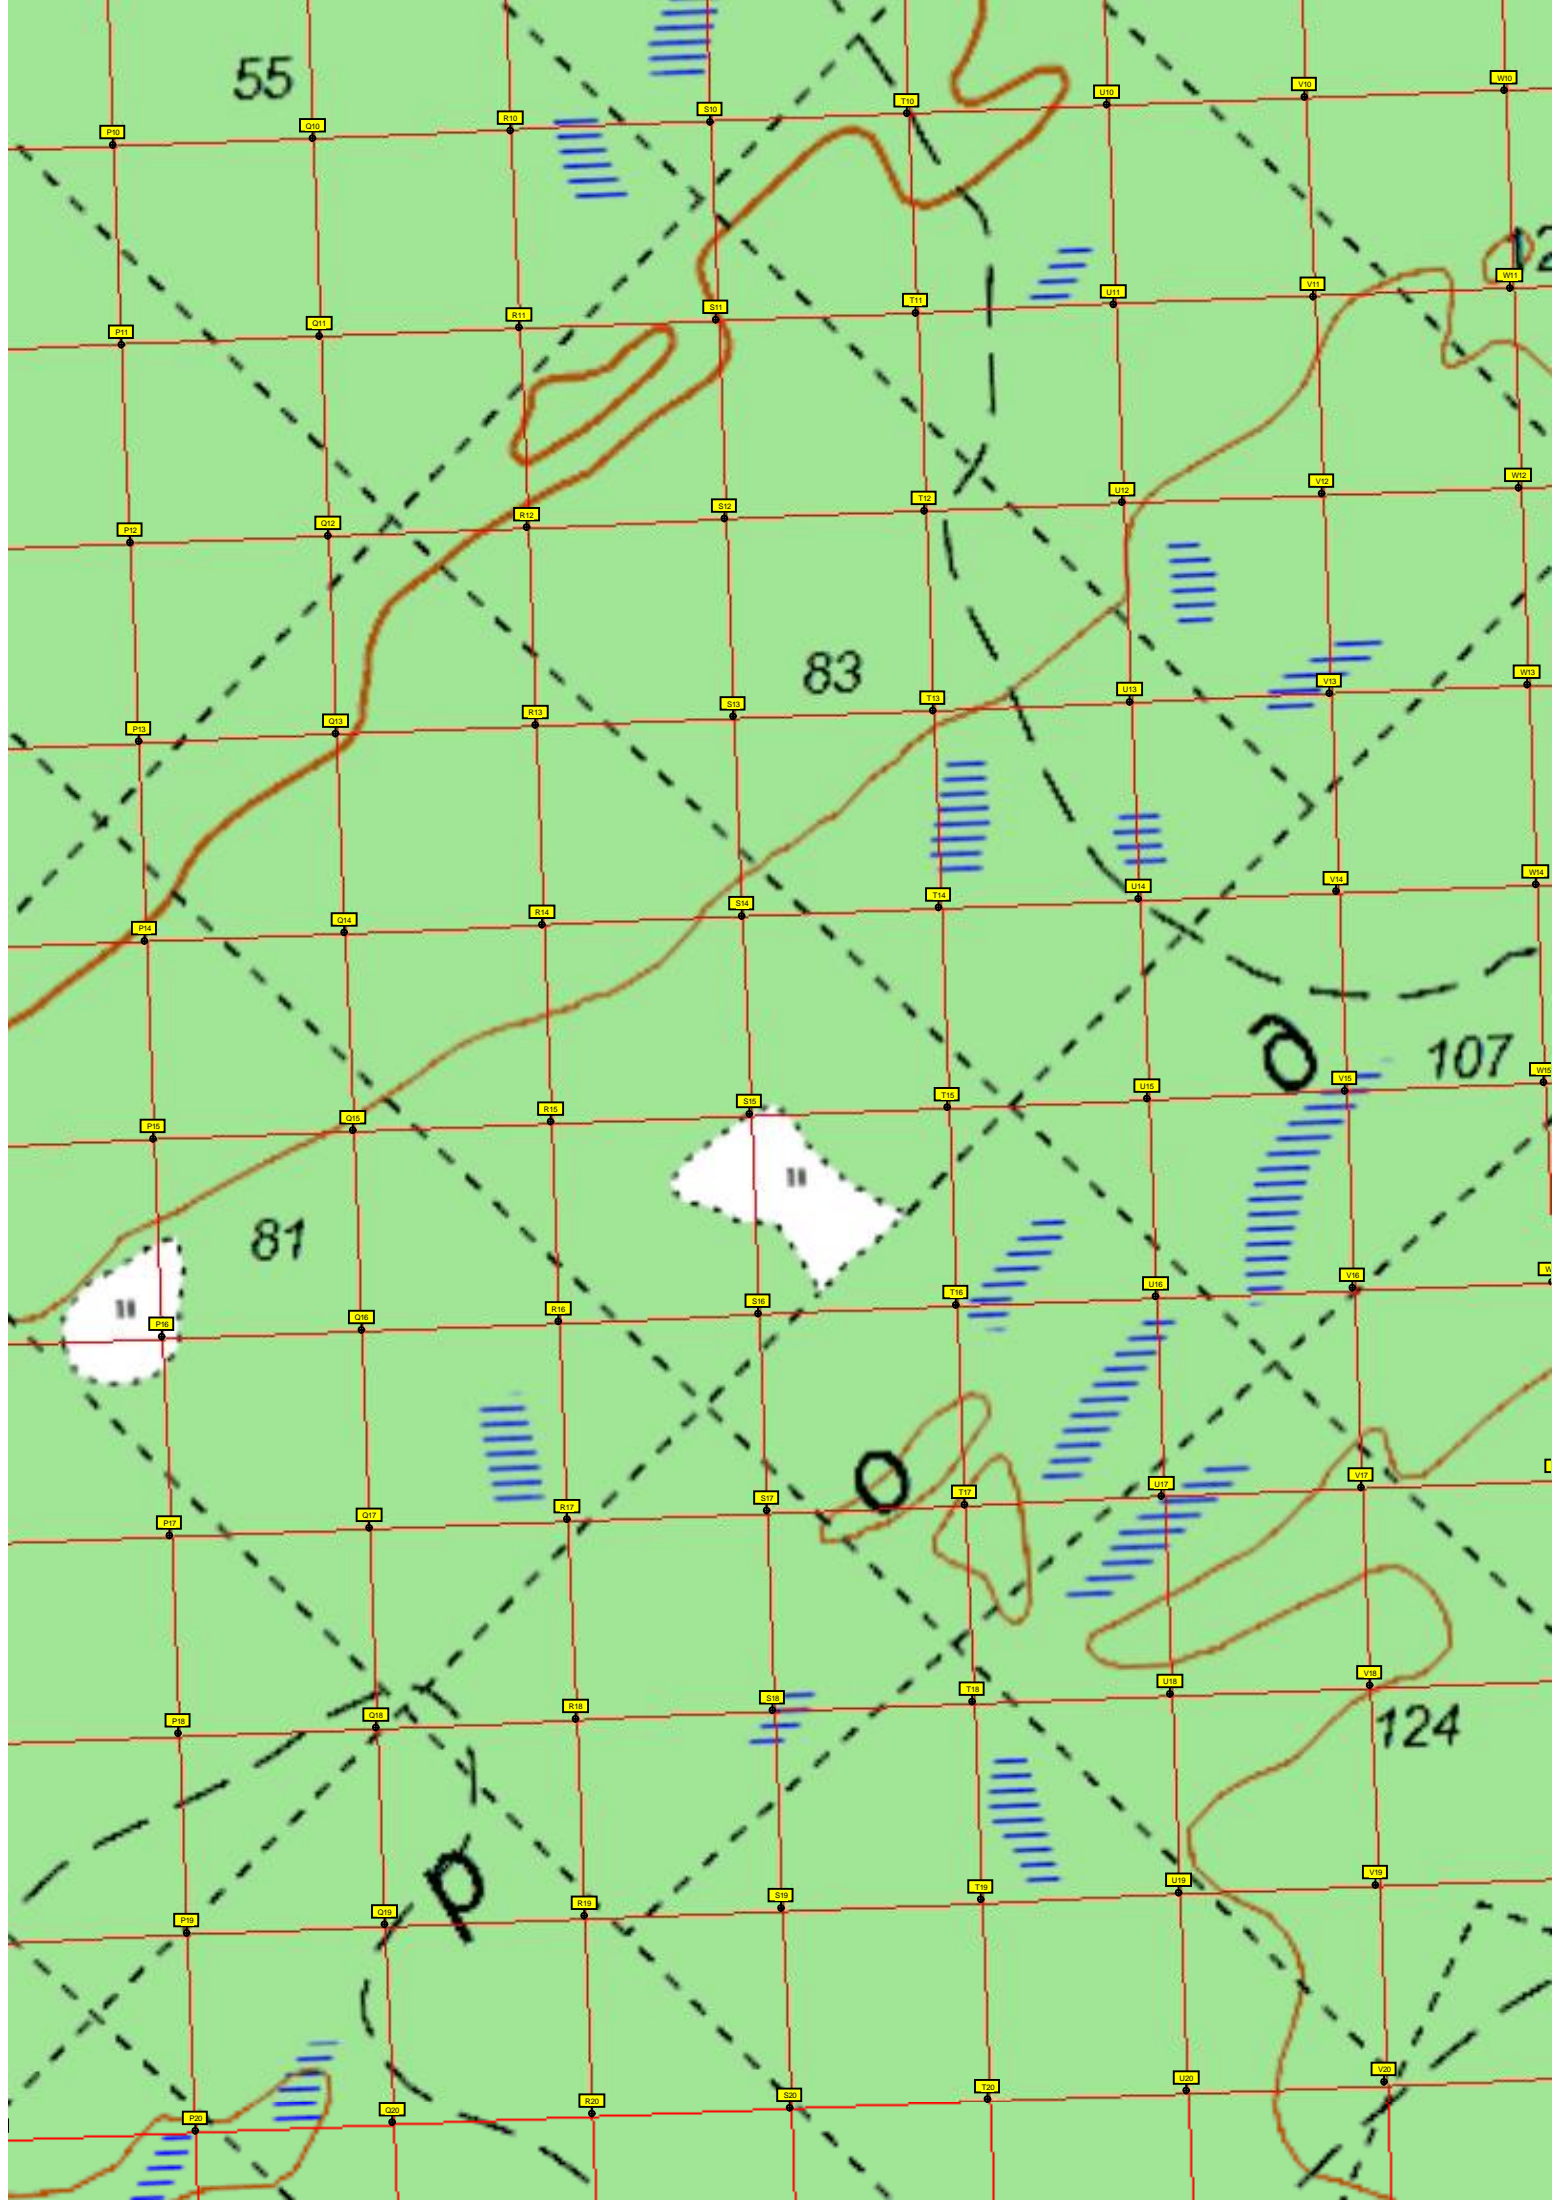 55
P10 Q10 R10 S10 T10 U10 V10 W10
12
P11 Q11 R11 S11 T11 U11 V11 W11
P12 Q12 R12 S12 T12 U12 V12 W12
83
P13 Q13 R13 S13 T13 U13 V13 W13
P14 Q14 R14 S14 T14 U14 V14 W14
д
107
P15 Q15 R15 S15 T15 U15 V15 W15
81
P16 Q16 R16 S16 T16 U16 V16 W
о
P17 Q17 R17 S17 T17 U17 V17
P18 Q18 R18 S18 T18 U18 V18
124
р
P19 Q19 R19 S19 T19 U19 V19
P20 Q20 R20 S20 T20 U20 V20